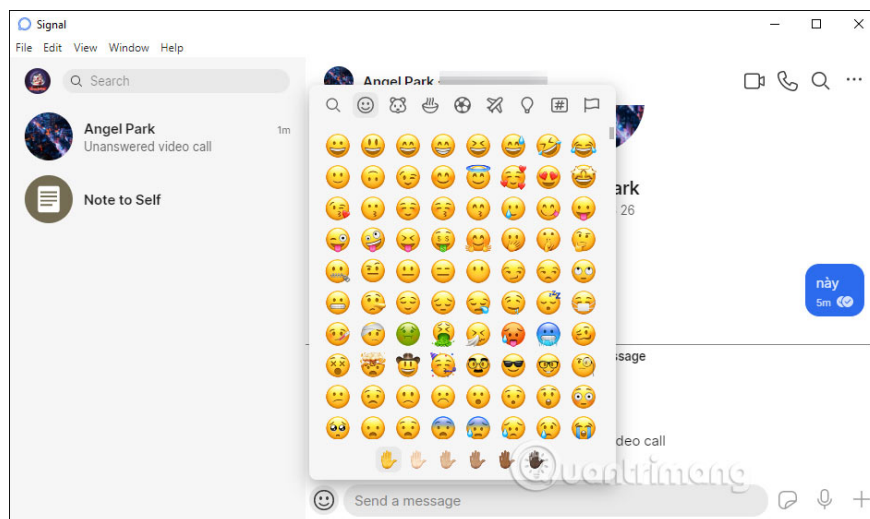 Signal
File Edit View Window Help
Search
Angel Park
1m
Unanswered video call
Note to Self
Angel Park
ark
26
này
5m
ssage
deo call
Send a message
Quantrimang